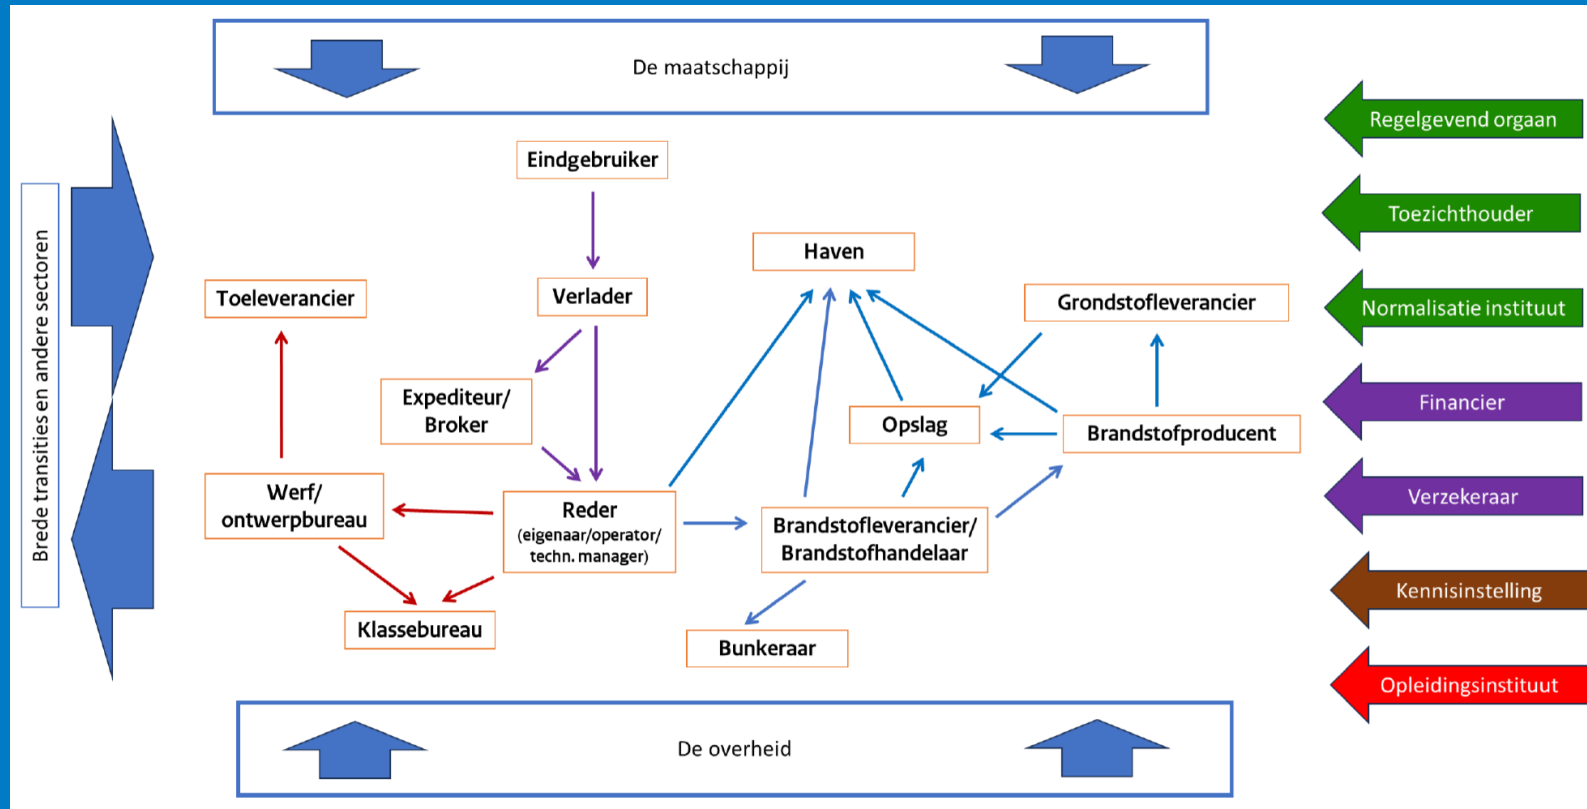 De maatschappij
Regelgevend orgaan
Eindgebruiker
Toezichthouder
Haven
Toeleverancier
Verlader
Grondstofleverancier
Normalisatie instituut
Brede transities en andere sectoren
Expediteur/
Broker
Opslag
Brandstofproducent
Financier
Werf/
ontwerpbureau
Reder
(eigenaar/operator/
techn. manager)
Brandstofleverancier/
Brandstofhandelaar
Verzekeraar
Klassebureau
Bunkeraar
Kennisinstelling
Opleidingsinstituut
De overheid